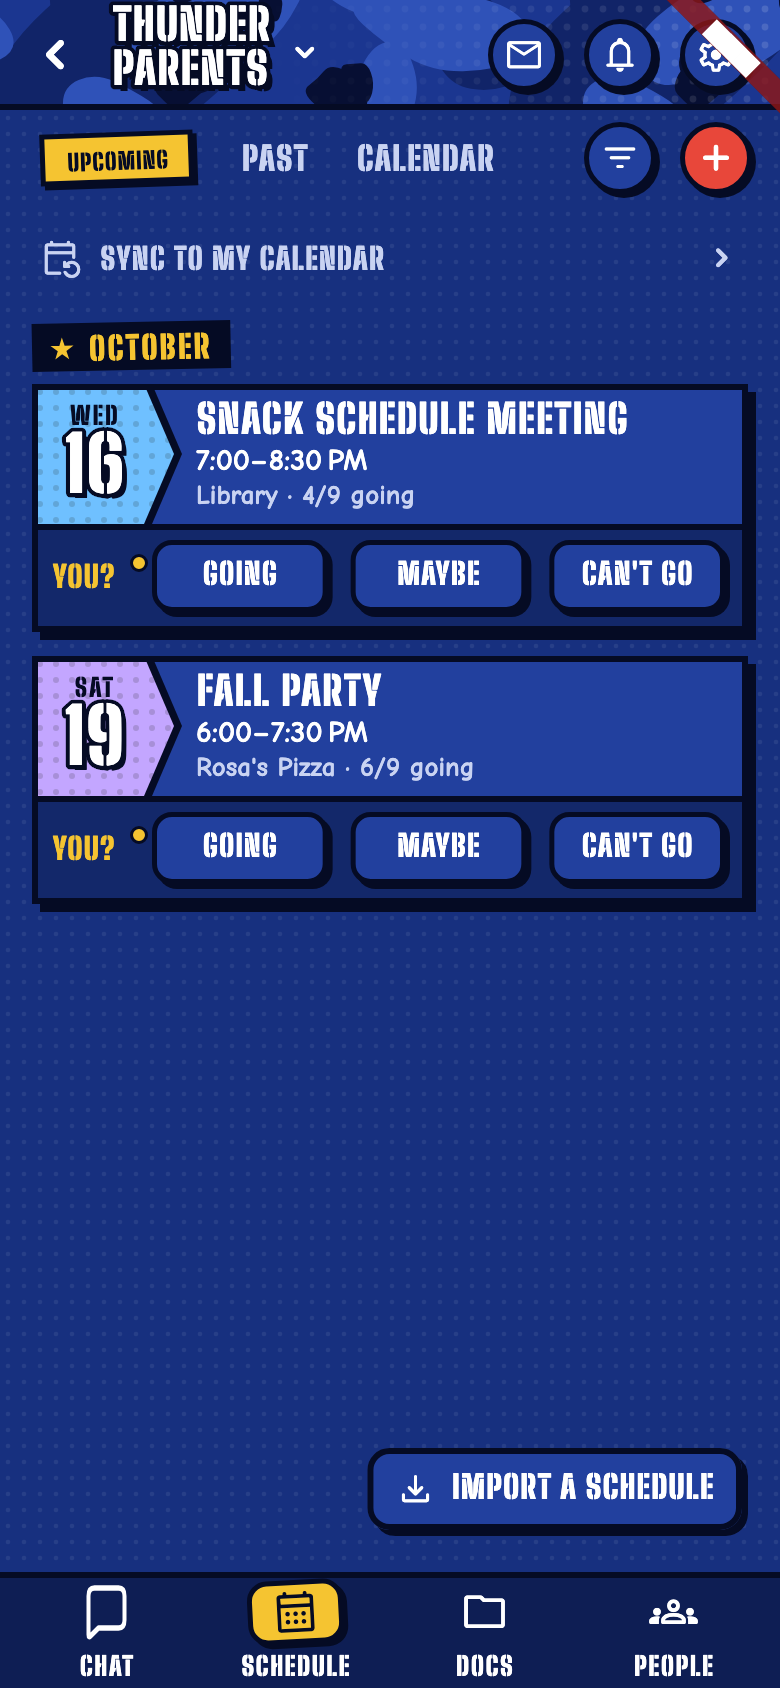 THUNDER
PARENTS
UPCOMING
PAST
CALENDAR
SYNC TO MY CALENDAR
★ OCTOBER
WED
16
SNACK SCHEDULE MEETING
7:00–8:30 PM
Library · 4/9 going
YOU?
GOING
MAYBE
CAN'T GO
SAT
19
FALL PARTY
6:00–7:30 PM
Rosa's Pizza · 6/9 going
YOU?
GOING
MAYBE
CAN'T GO
IMPORT A SCHEDULE
CHAT
SCHEDULE
DOCS
PEOPLE